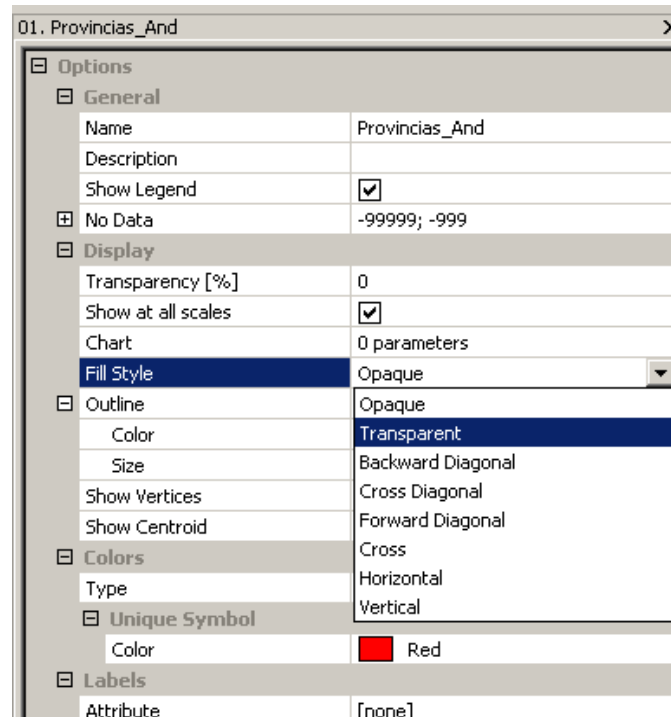 01. Provincias_And
Options
General
Name Provincias_And
Description
Show Legend
No Data -99999; -999
Display
Transparency [%] 0
Show at all scales
Chart 0 parameters
Fill Style Opaque
Outline Opaque
Color Transparent
Size Backward Diagonal
Show Vertices Cross Diagonal
Show Centroid Forward Diagonal
Colors Cross
Type Horizontal
Unique Symbol Vertical
Color Red
Labels
Attribute [none]